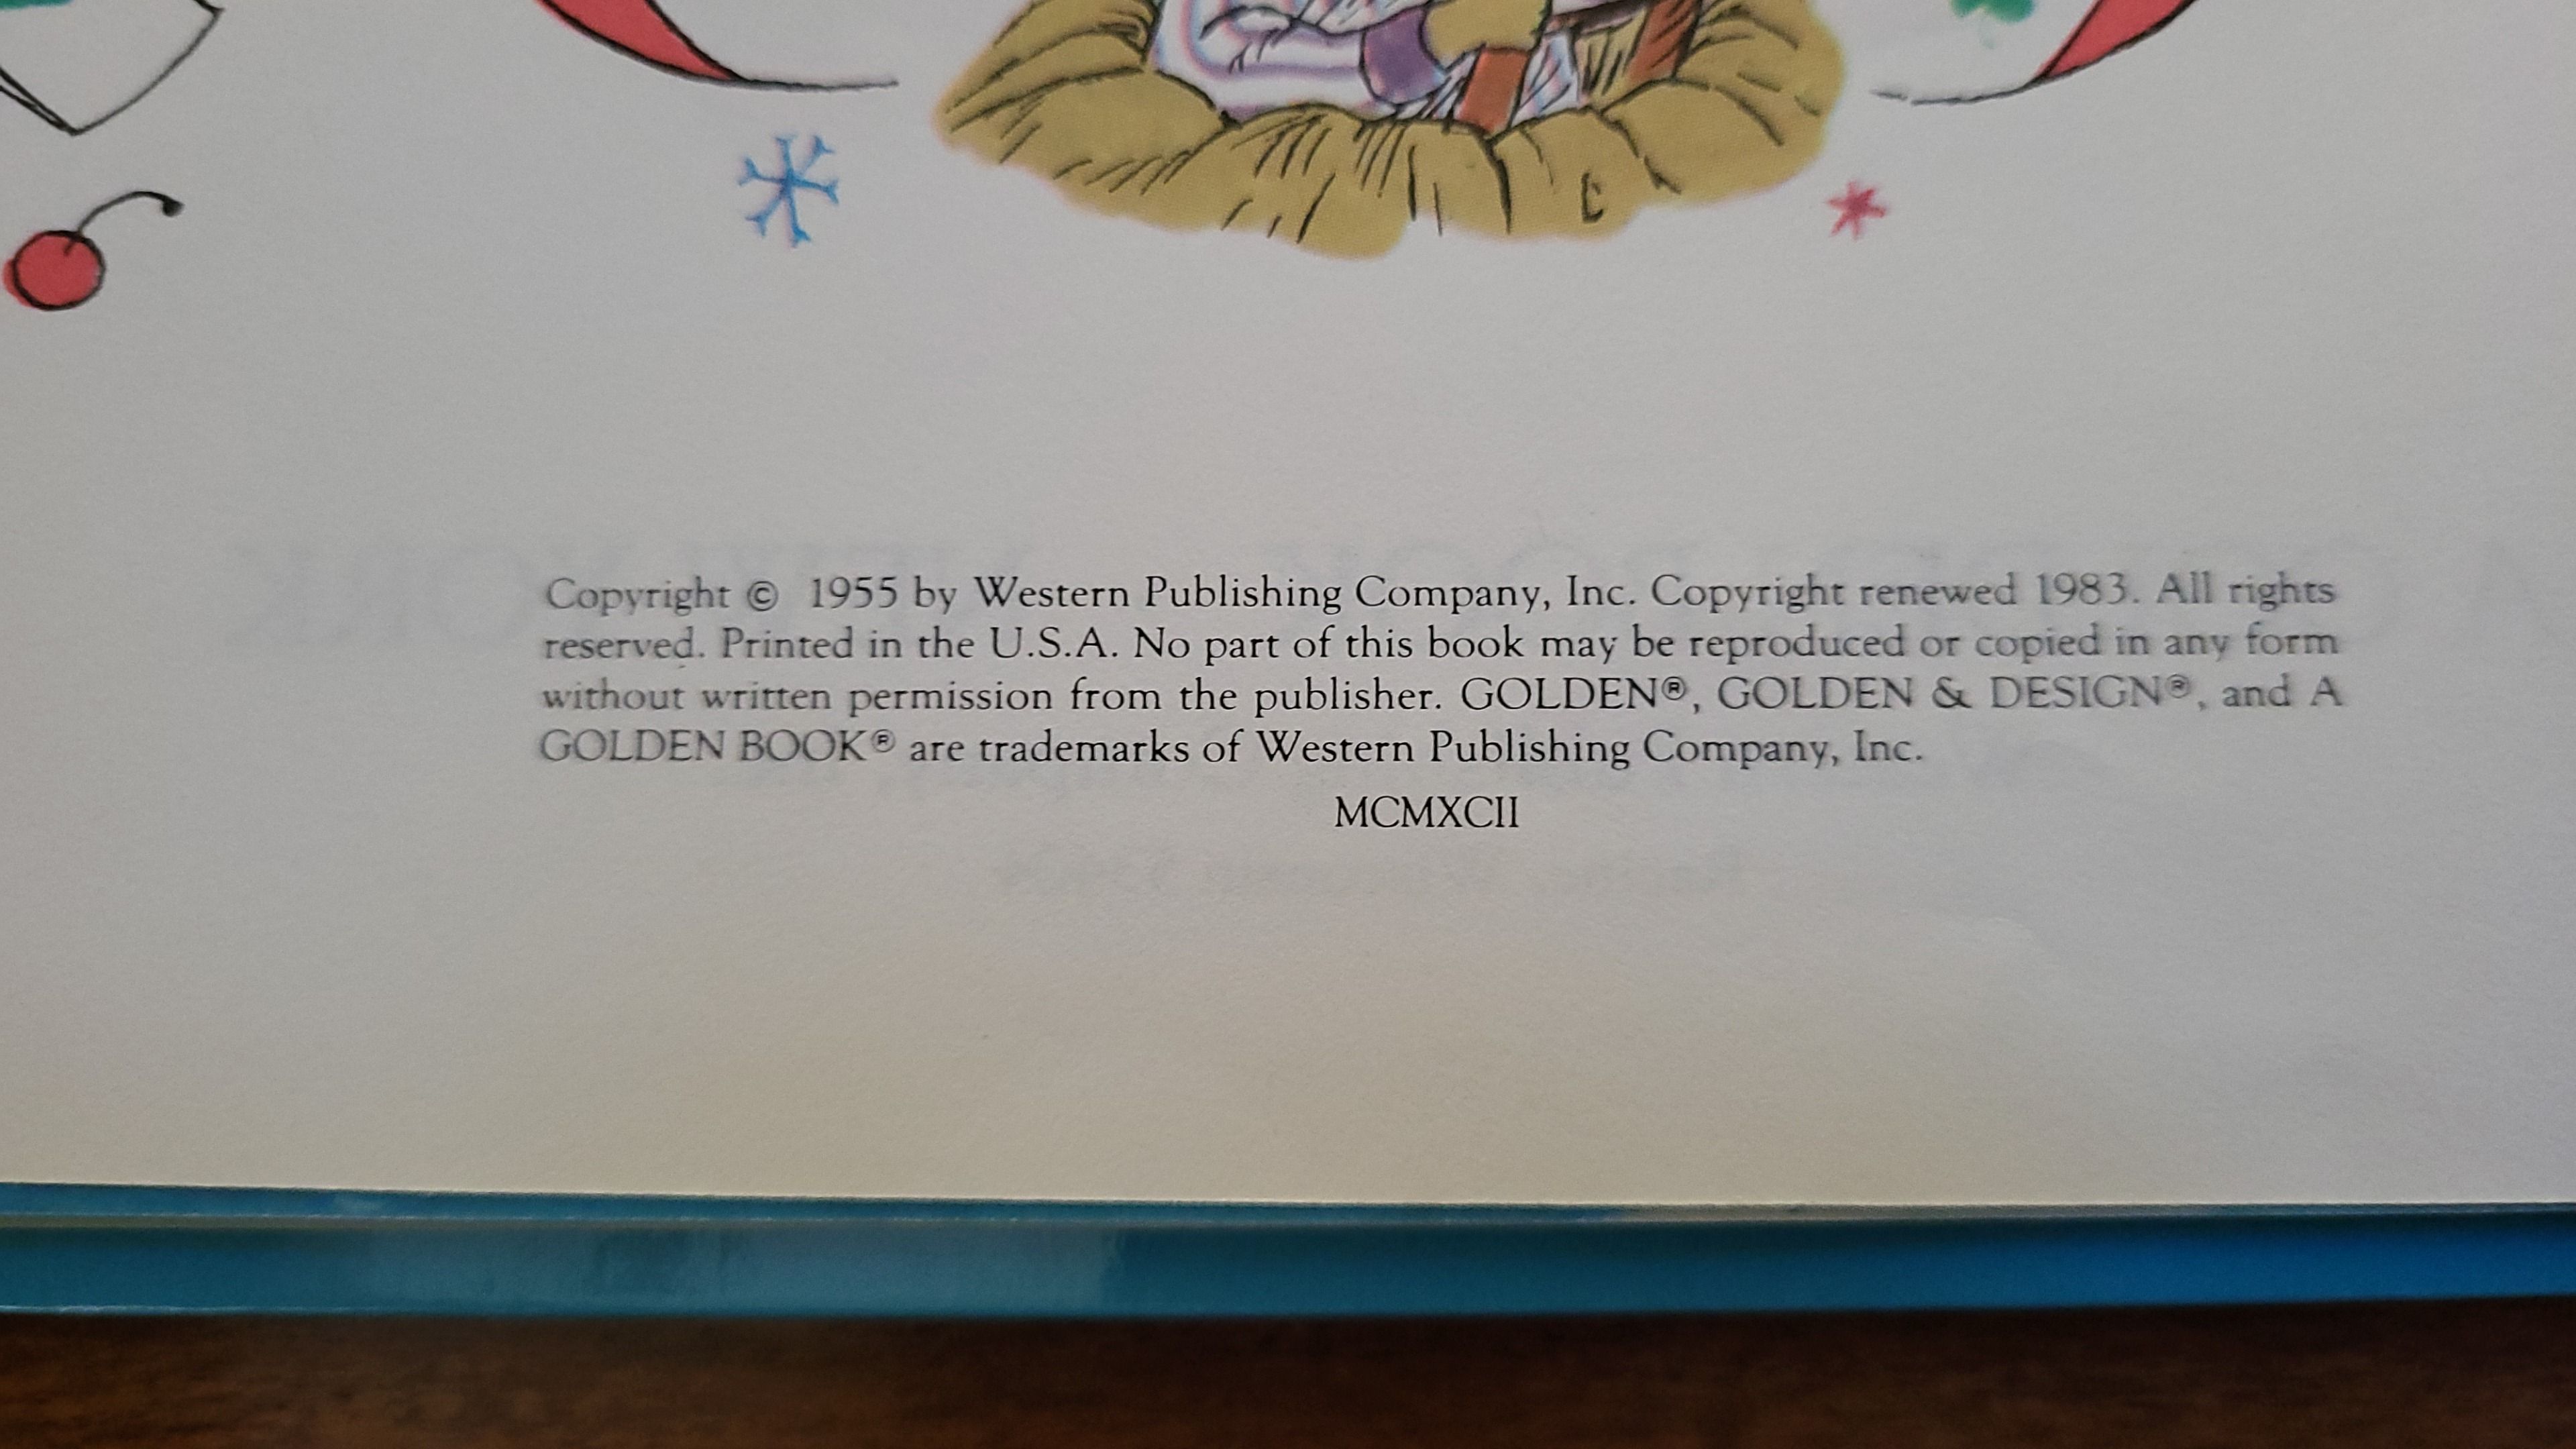 Copyright © 1955 by Western Publishing Company, Inc. Copyright renewed 1983. All rights
reserved. Printed in the U.S.A. No part of this book may be reproduced or copied in any form
without written permission from the publisher. GOLDEN®, GOLDEN & DESIGN®, and A
GOLDEN BOOK® are trademarks of Western Publishing Company, Inc.
MCMXCII